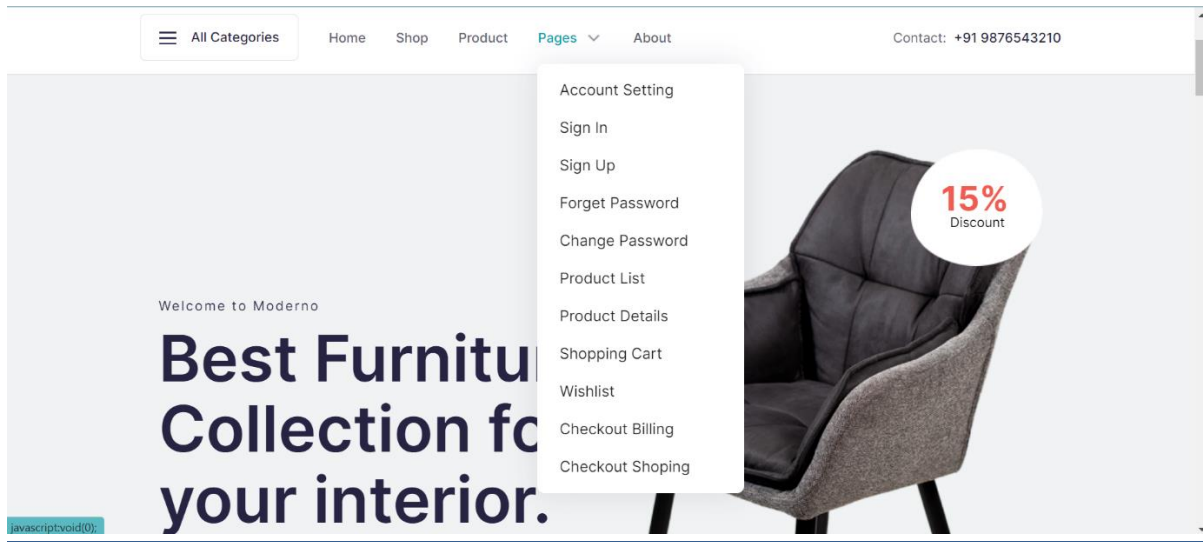 All Categories Home Shop Product Pages About Contact: +91 9876543210
Account Setting
Sign In
Sign Up
Forget Password
Change Password
Product List
Product Details
Shopping Cart
Wishlist
Checkout Billing
Checkout Shoping
15%
Discount
Welcome to Moderno
Best Furnitu
Collection fo
your interior.
javascript:void(0);